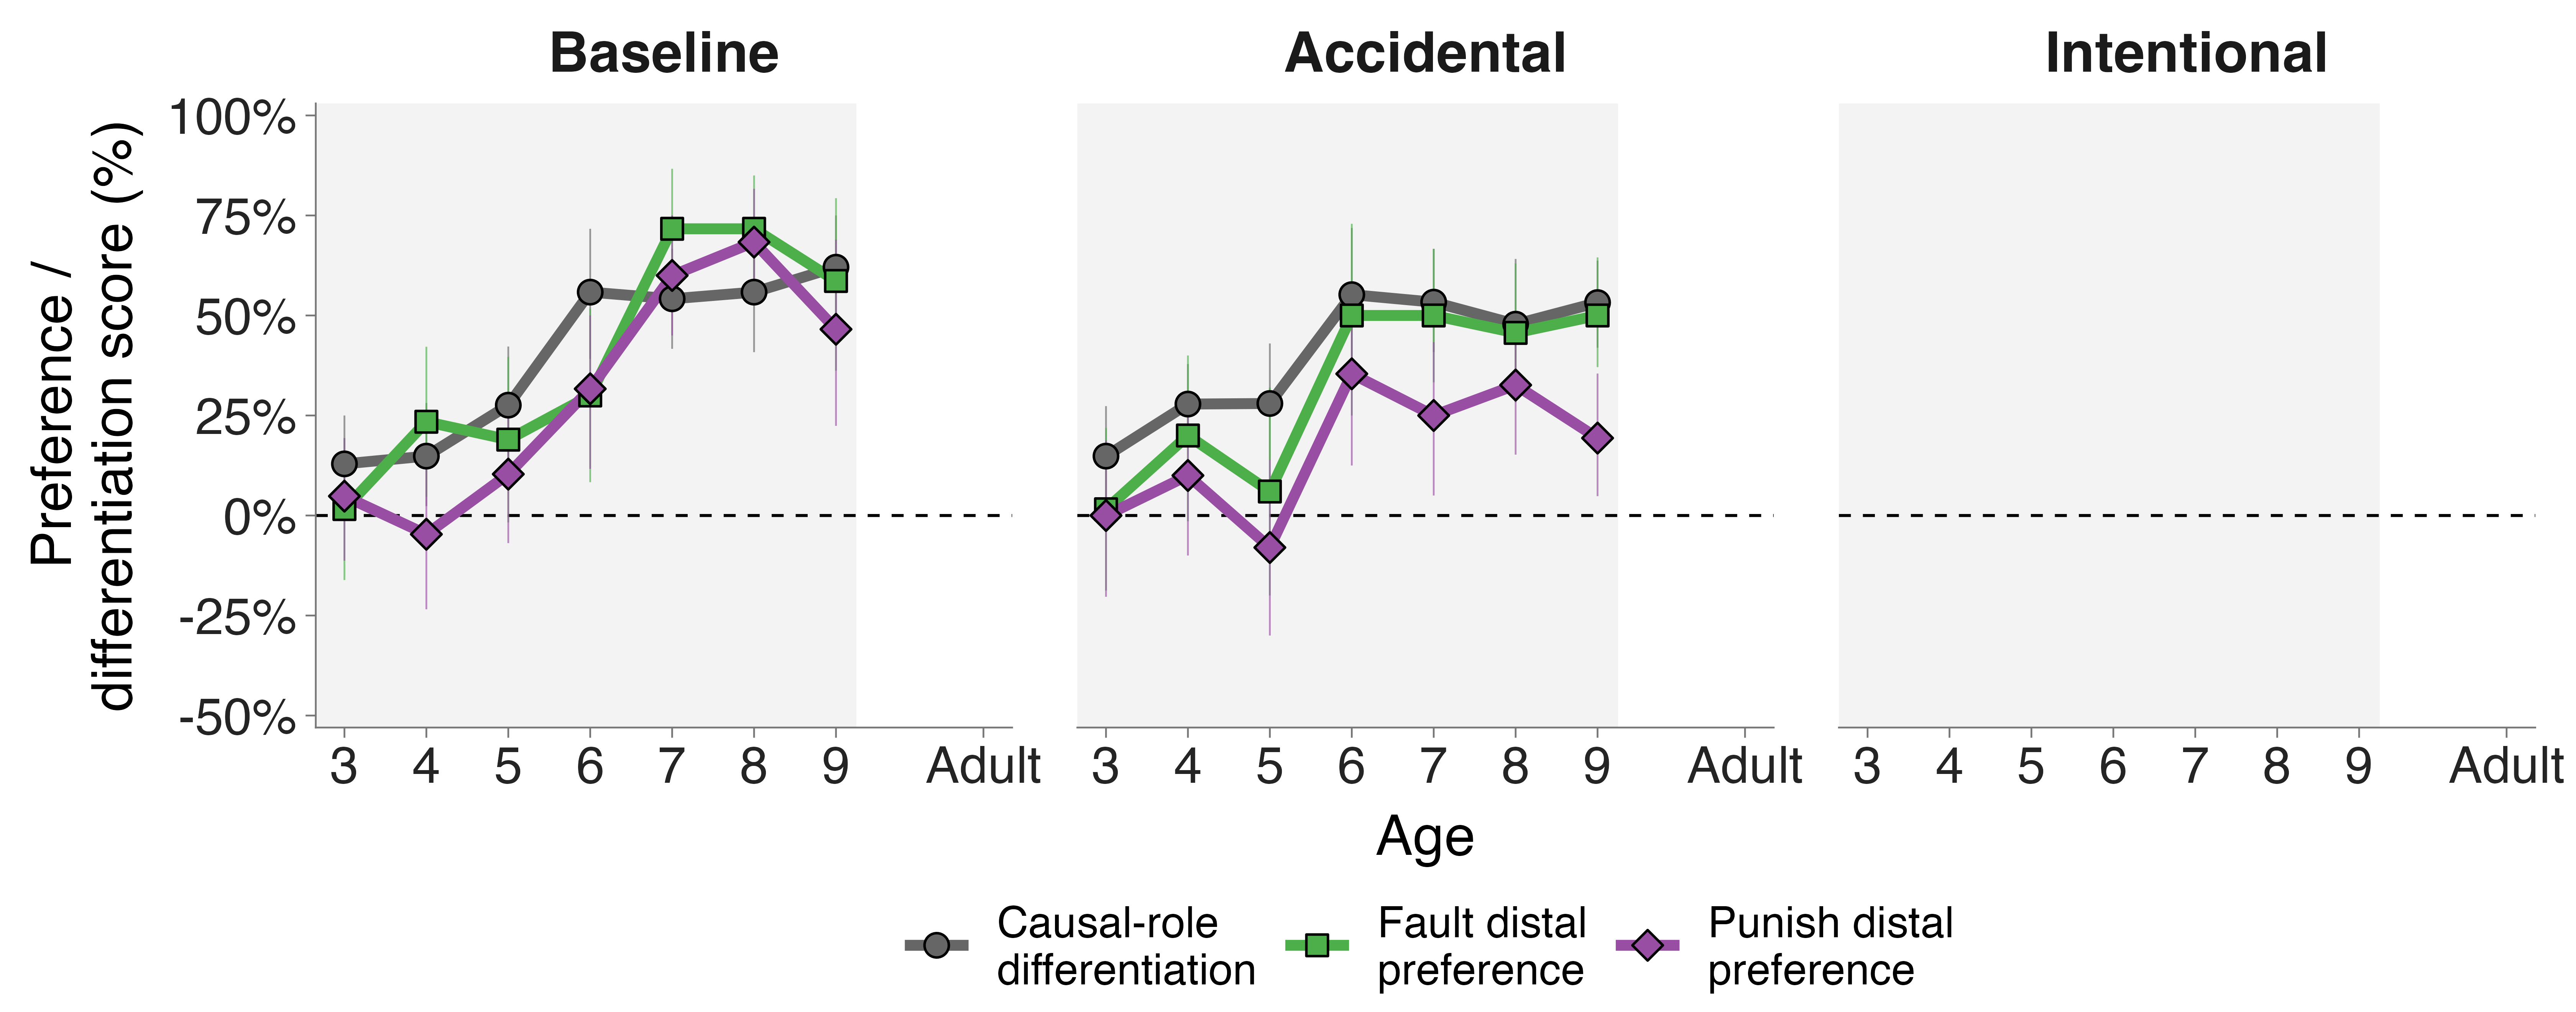 Baseline
Accidental
Intentional
Preference /
differentiation score (%)
100%
75%
50%
25%
0%
-25%
-50%
3 4 5 6 7 8 9 Adult
3 4 5 6 7 8 9 Adult
3 4 5 6 7 8 9 Adult
Age
Causal-role
differentiation
Fault distal
preference
Punish distal
preference